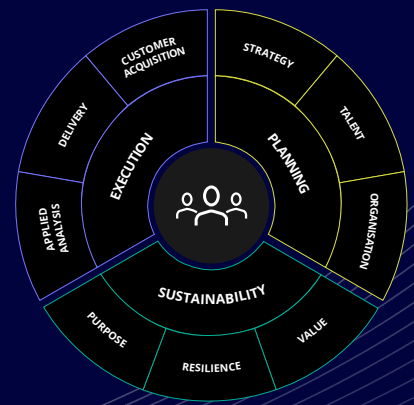 CUSTOMER
ACQUISITION
STRATEGY
DELIVERY
TALENT
EXECUTION
PLANNING
APPLIED
ANALYSIS
ORGANISATION
SUSTAINABILITY
PURPOSE
VALUE
RESILIENCE